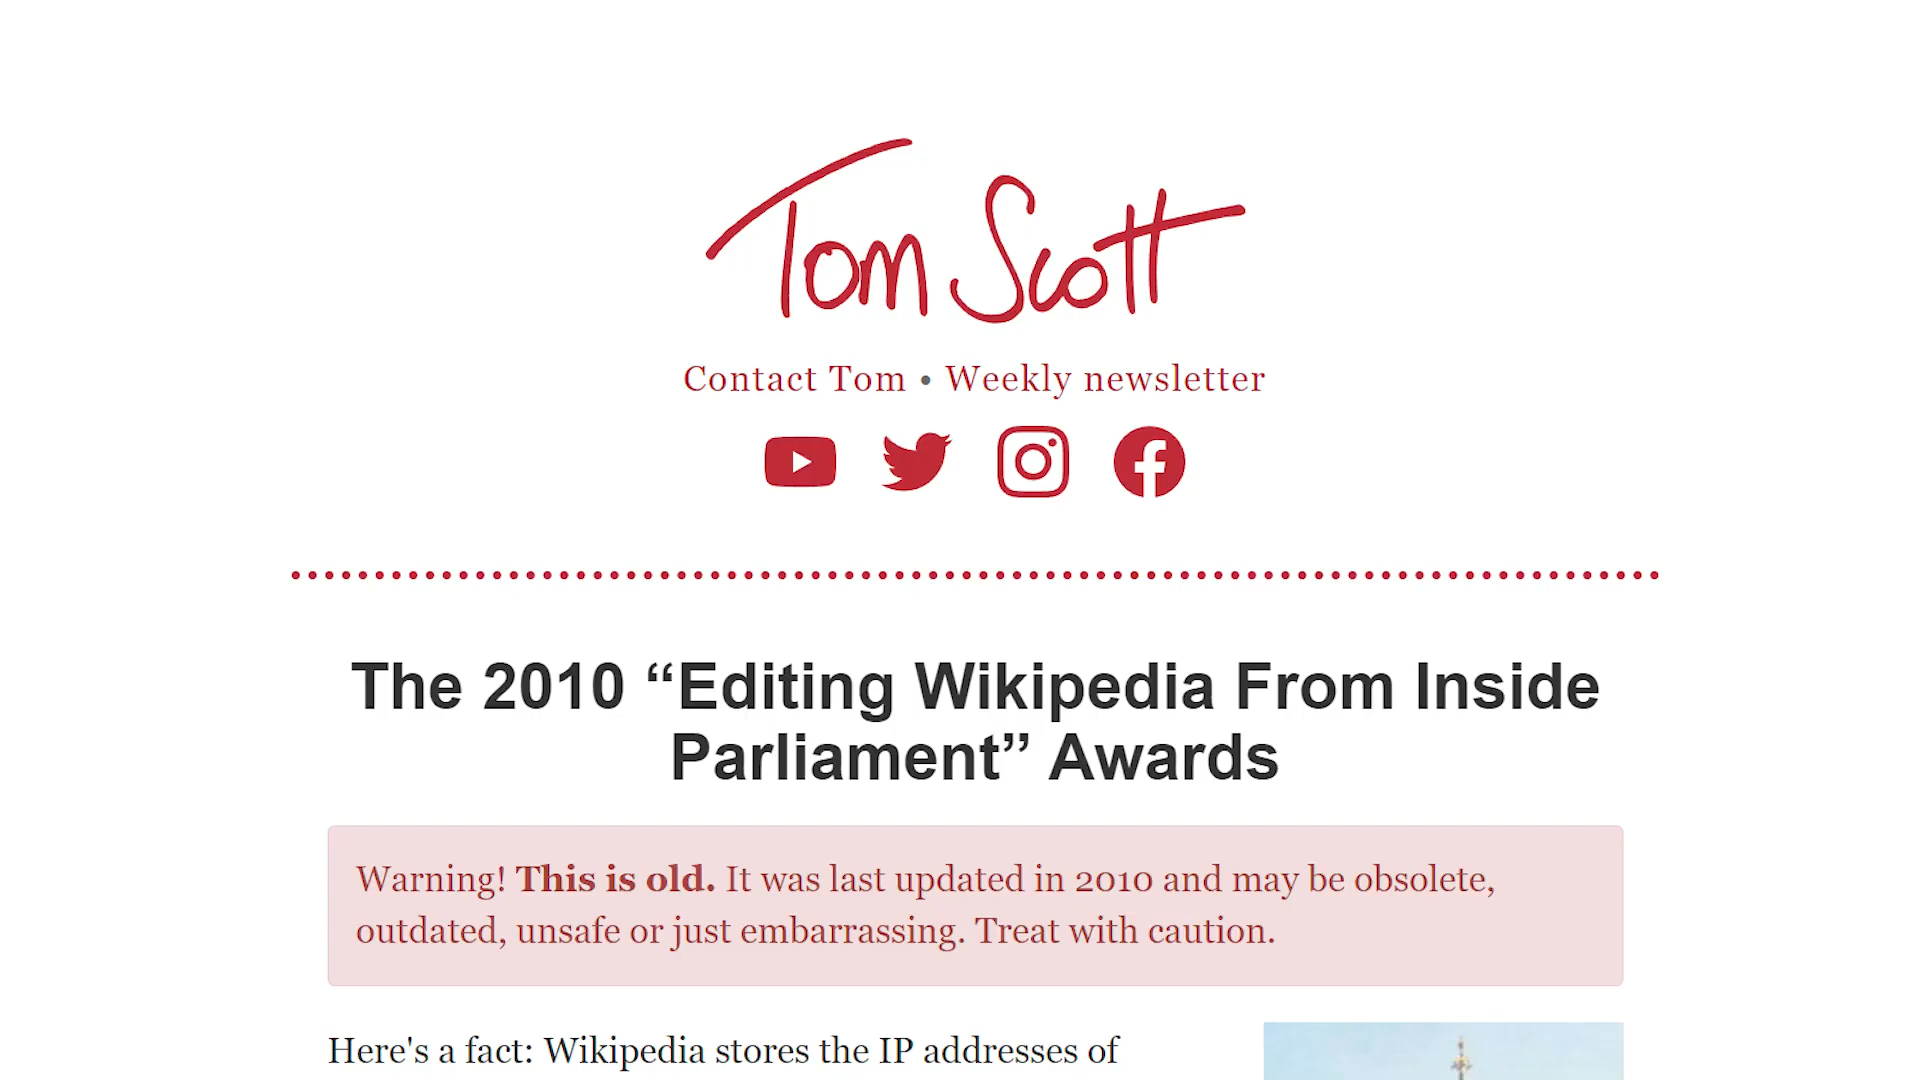 Tom Scott
Contact Tom • Weekly newsletter
The 2010 “Editing Wikipedia From Inside
Parliament” Awards
Warning! This is old. It was last updated in 2010 and may be obsolete,
outdated, unsafe or just embarrassing. Treat with caution.
Here's a fact: Wikipedia stores the IP addresses of